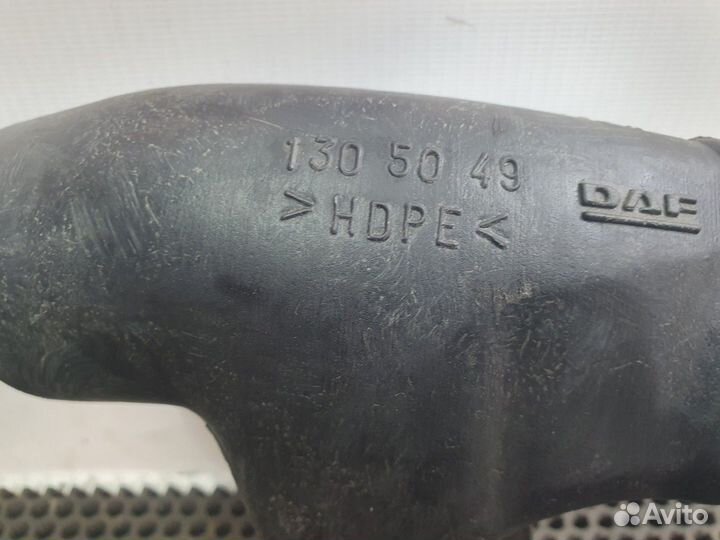 130 50 49
>HDPE<
DAF
Avito